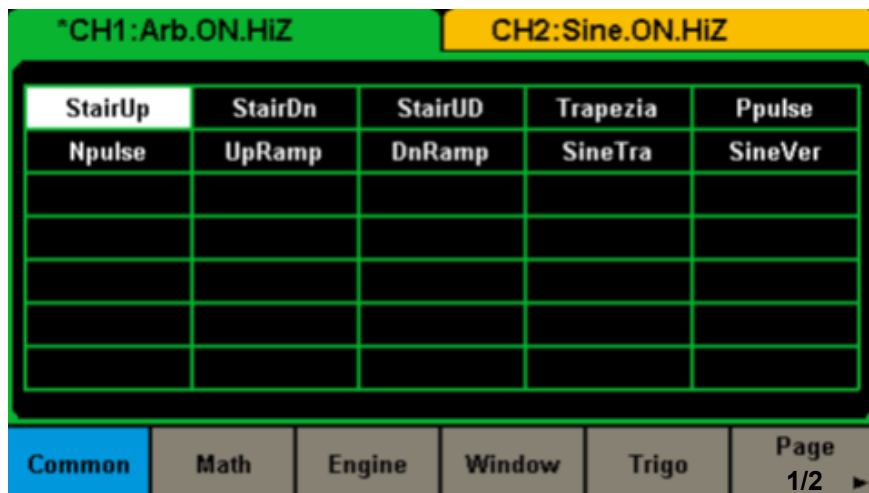 *CH1:Arb.ON.HiZ CH2:Sine.ON.HiZ
StairUp StairDn StairUD Trapezia Ppulse
Npulse UpRamp DnRamp SineTra SineVer
Common Math Engine Window Trigo Page 1/2